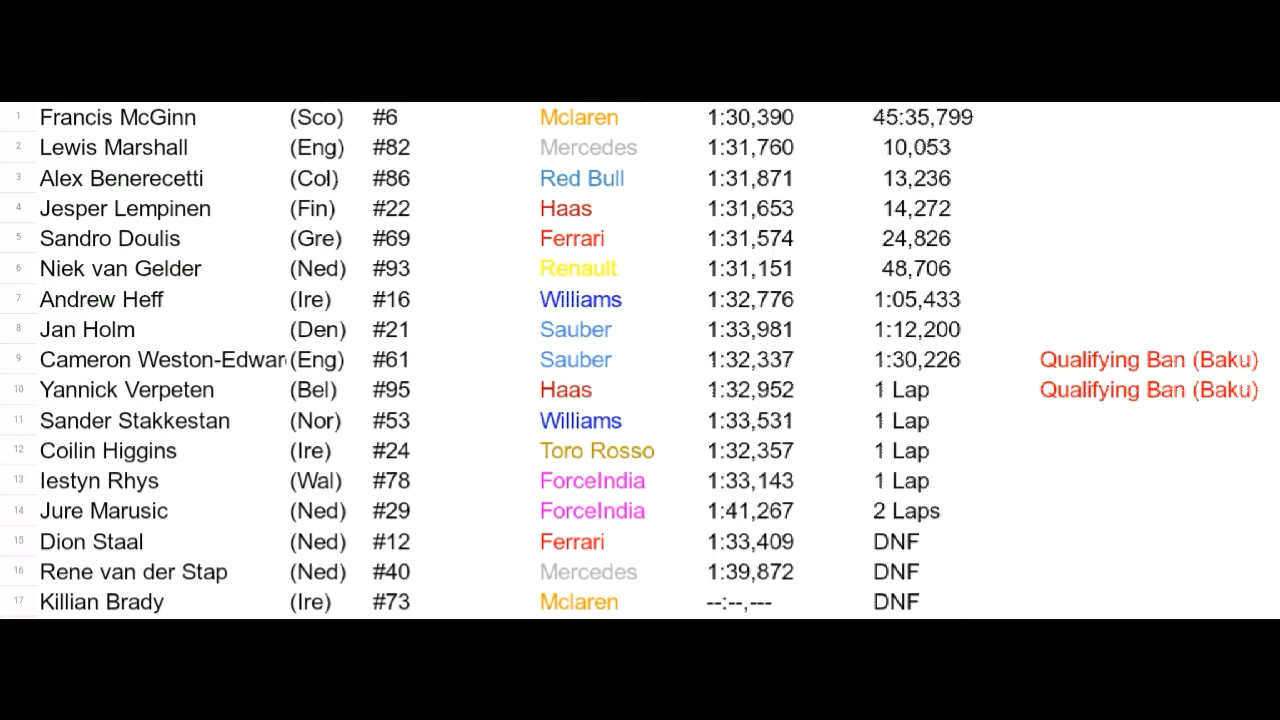 1 Francis McGinn (Sco) #6 Mclaren 1:30,390 45:35,799
2 Lewis Marshall (Eng) #82 Mercedes 1:31,760 10,053
3 Alex Benerecetti (Col) #86 Red Bull 1:31,871 13,236
4 Jesper Lempinen (Fin) #22 Haas 1:31,653 14,272
5 Sandro Doulis (Gre) #69 Ferrari 1:31,574 24,826
6 Niek van Gelder (Ned) #93 Renault 1:31,151 48,706
7 Andrew Heff (Ire) #16 Williams 1:32,776 1:05,433
8 Jan Holm (Den) #21 Sauber 1:33,981 1:12,200
9 Cameron Weston-Edwar (Eng) #61 Sauber 1:32,337 1:30,226 Qualifying Ban (Baku)
10 Yannick Verpeten (Bel) #95 Haas 1:32,952 1 Lap Qualifying Ban (Baku)
11 Sander Stakkestan (Nor) #53 Williams 1:33,531 1 Lap
12 Coilin Higgins (Ire) #24 Toro Rosso 1:32,357 1 Lap
13 Iestyn Rhys (Wal) #78 ForceIndia 1:33,143 1 Lap
14 Jure Marusic (Ned) #29 ForceIndia 1:41,267 2 Laps
15 Dion Staal (Ned) #12 Ferrari 1:33,409 DNF
16 Rene van der Stap (Ned) #40 Mercedes 1:39,872 DNF
17 Killian Brady (Ire) #73 Mclaren --:--,--- DNF